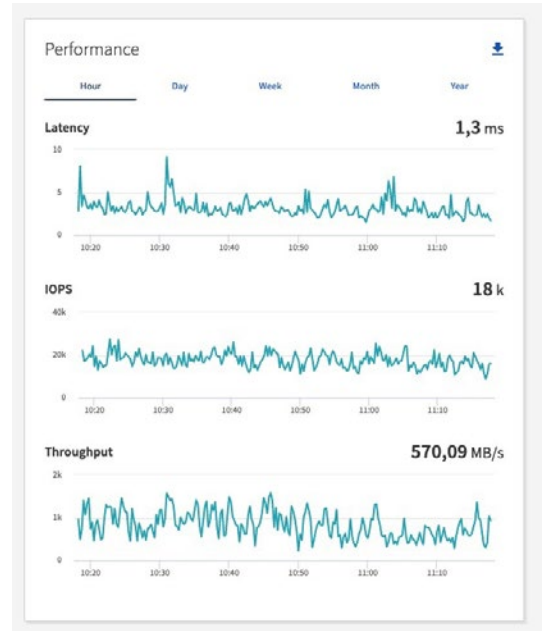 Performance
Hour Day Week Month Year
Latency 1,3 ms
10
5
0
10:20 10:30 10:40 10:50 11:00 11:10
IOPS 18 k
40k
20k
0
10:20 10:30 10:40 10:50 11:00 11:10
Throughput 570,09 MB/s
2k
1k
0
10:20 10:30 10:40 10:50 11:00 11:10